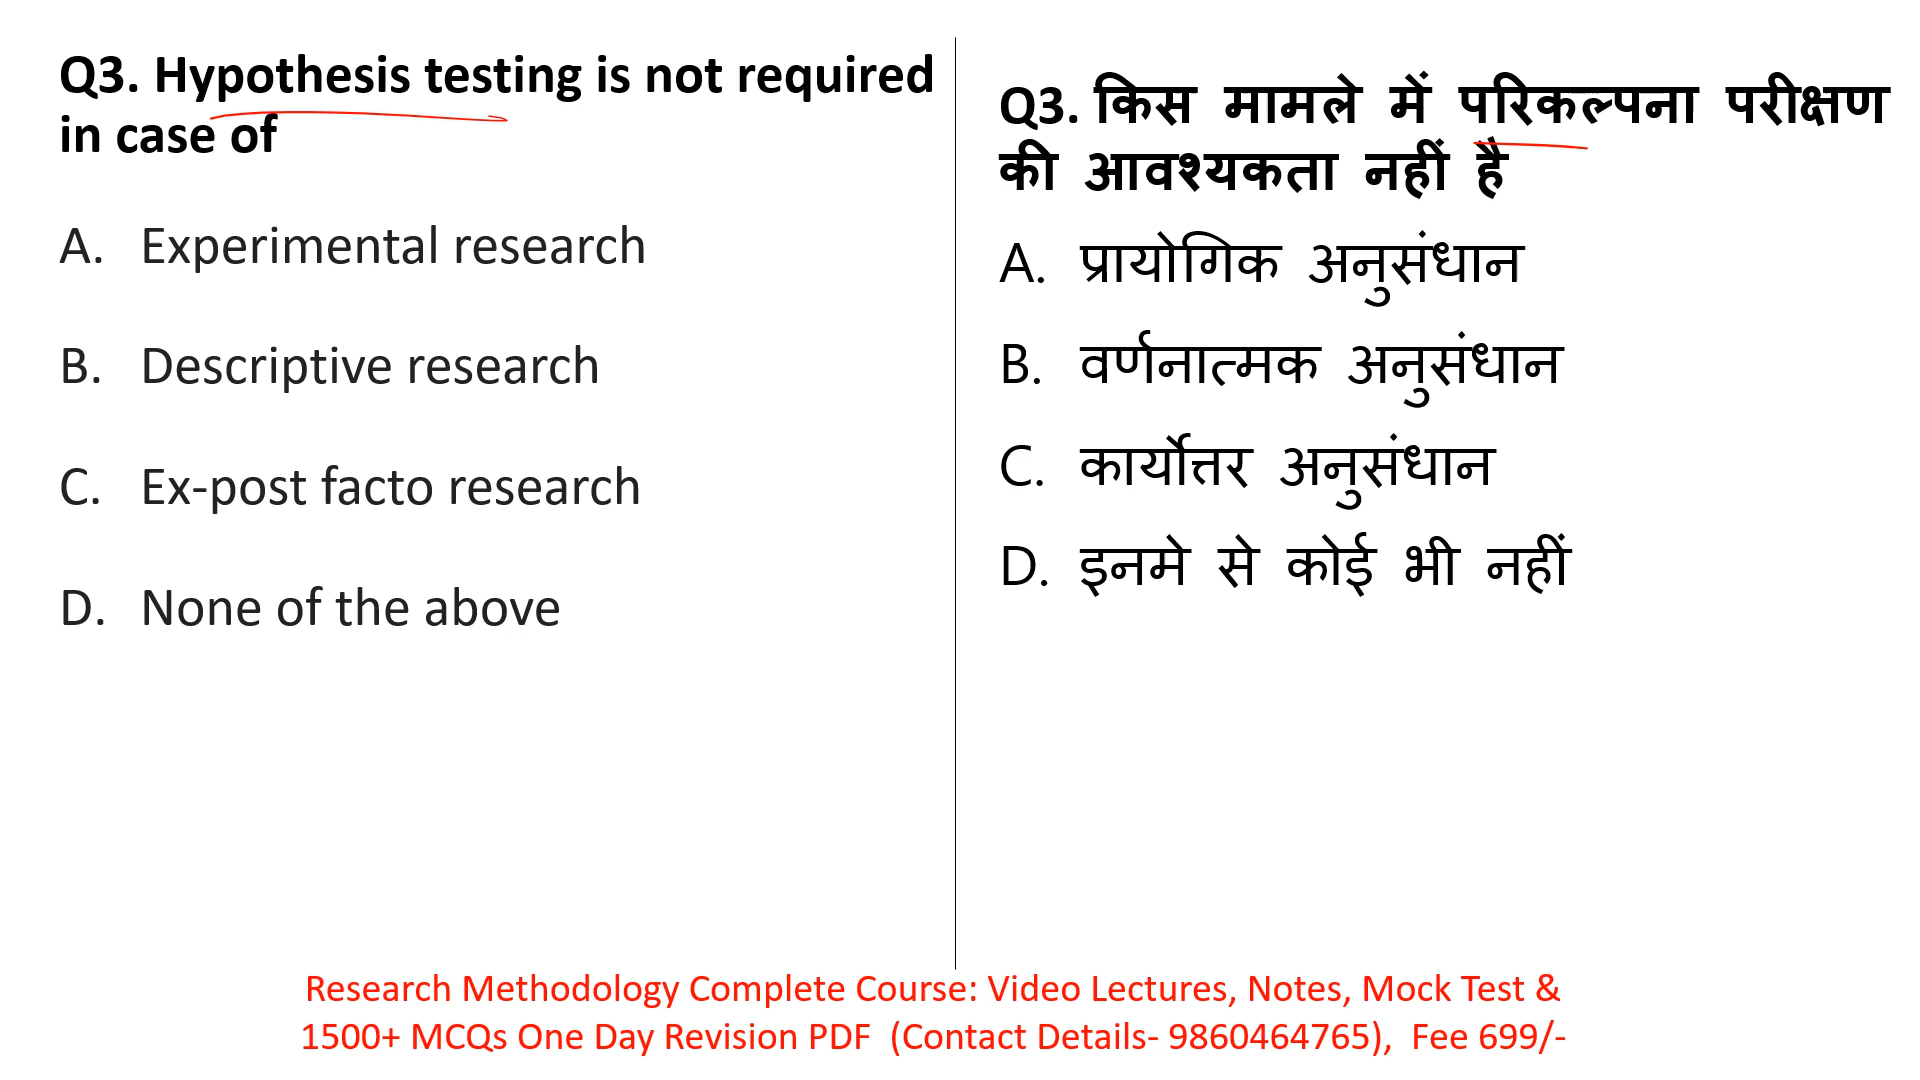 Q3. Hypothesis testing is not required
in case of
A. Experimental research
B. Descriptive research
C. Ex-post facto research
D. None of the above
Q3. किस मामले में परिकल्पना परीक्षण
की आवश्यकता नहीं है
A. प्रायोगिक अनुसंधान
B. वर्णनात्मक अनुसंधान
C. कार्योत्तर अनुसंधान
D. इनमे से कोई भी नहीं
Research Methodology Complete Course: Video Lectures, Notes, Mock Test &
1500+ MCQs One Day Revision PDF (Contact Details- 9860464765), Fee 699/-